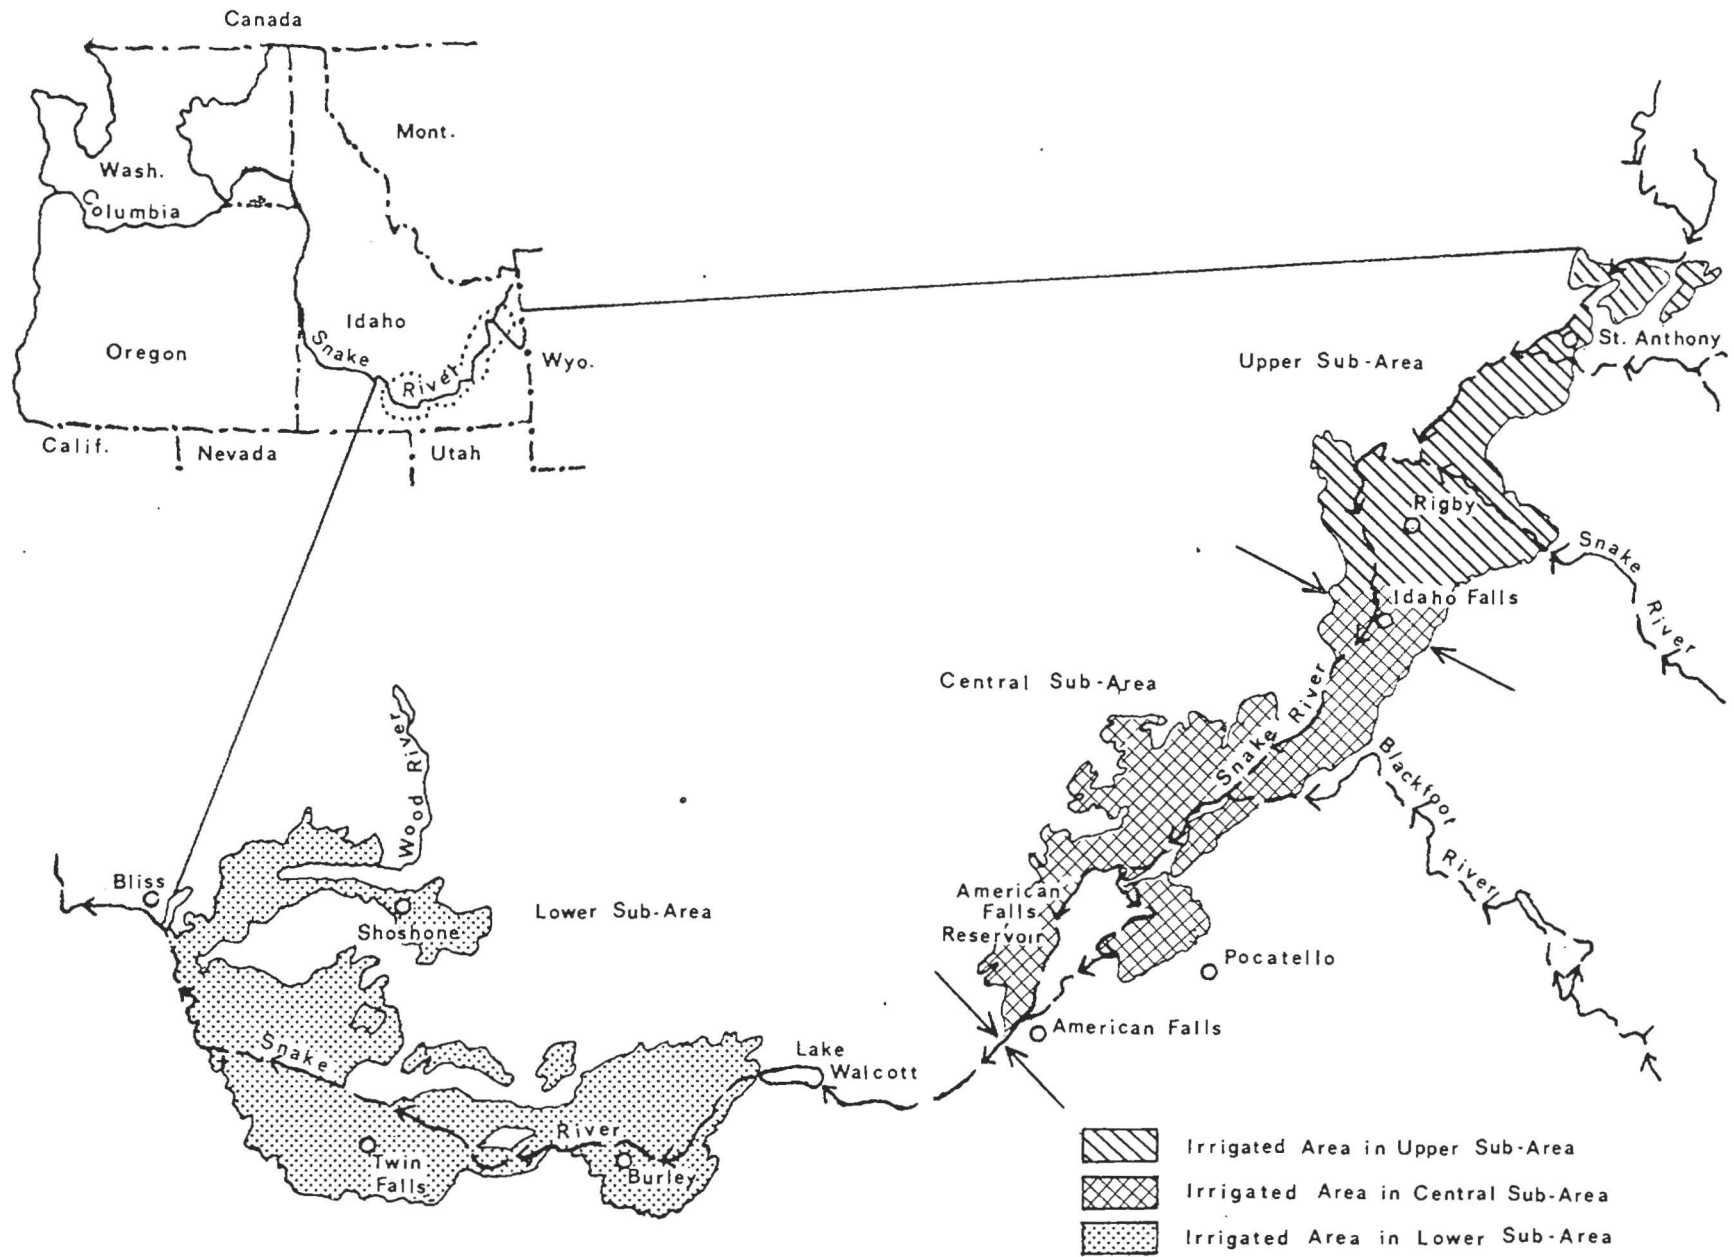 Canada
Mont.
Wash.
Columbia
Idaho
Oregon
Snake
River
Wyo.
Calif.
Nevada
Utah
St. Anthony
Upper Sub-Area
Rigby
Snake
River
Idaho Falls
Central Sub-Area
Snake River
Blackfoot
River
Wood River
Bliss
Shoshone
Lower Sub-Area
American
Falls
Reservoir
Pocatello
American Falls
Snake
River
Lake
Walcott
Twin
Falls
Burley
Irrigated Area in Upper Sub-Area
Irrigated Area in Central Sub-Area
Irrigated Area in Lower Sub-Area